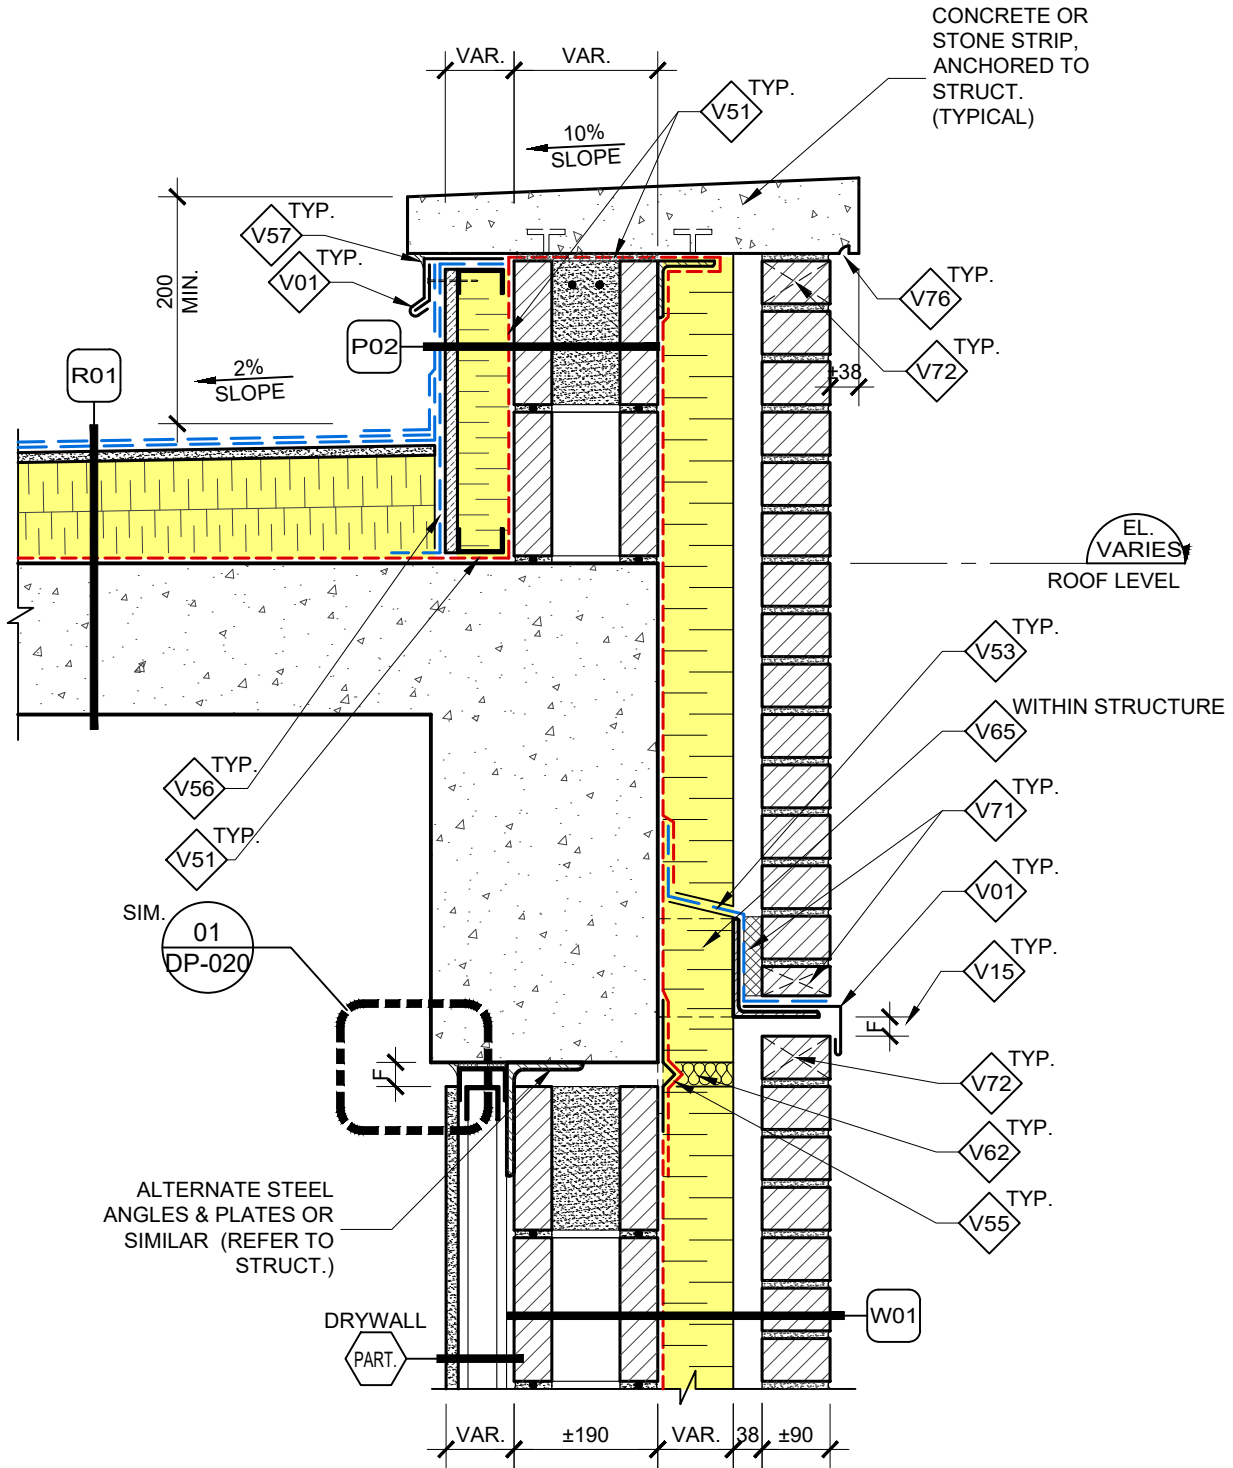 CONCRETE OR
STONE STRIP,
ANCHORED TO
STRUCT.
(TYPICAL)
VAR.
VAR.
TYP.
V51
10%
SLOPE
TYP.
V57
TYP.
V01
200
MIN.
TYP.
V76
TYP.
V72
±38
P02
R01
2%
SLOPE
EL.
VARIES
ROOF LEVEL
TYP.
V53
WITHIN STRUCTURE
V65
TYP.
V71
TYP.
V56
TYP.
V51
TYP.
V01
SIM.
01
DP-020
TYP.
V15
F
F
TYP.
V72
TYP.
V62
TYP.
V55
ALTERNATE STEEL
ANGLES & PLATES OR
SIMILAR (REFER TO
STRUCT.)
W01
DRYWALL
PART.
VAR.
±190
VAR.
38
±90